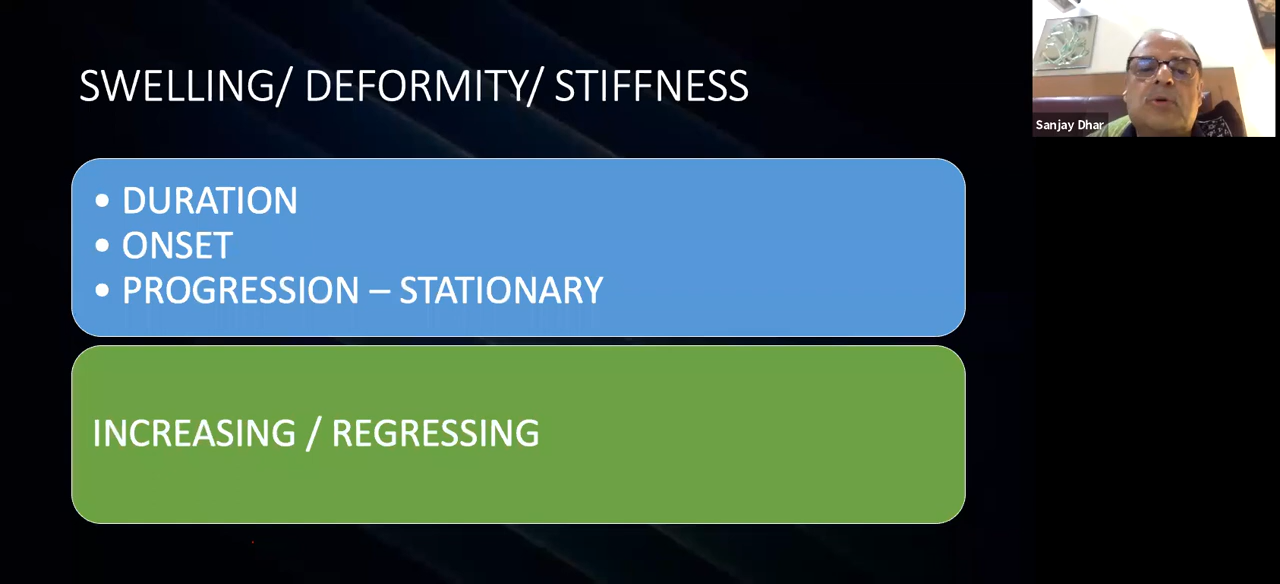 SWELLING/ DEFORMITY/ STIFFNESS
• DURATION
• ONSET
• PROGRESSION – STATIONARY
INCREASING / REGRESSING
Sanjay Dhar